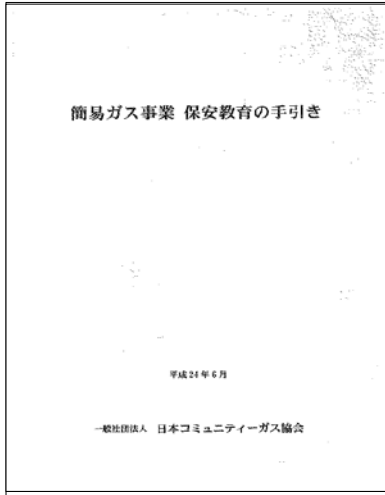 簡易ガス事業 保安教育の手引き
平成24年6月
一般社団法人 日本コミュニティーガス協会